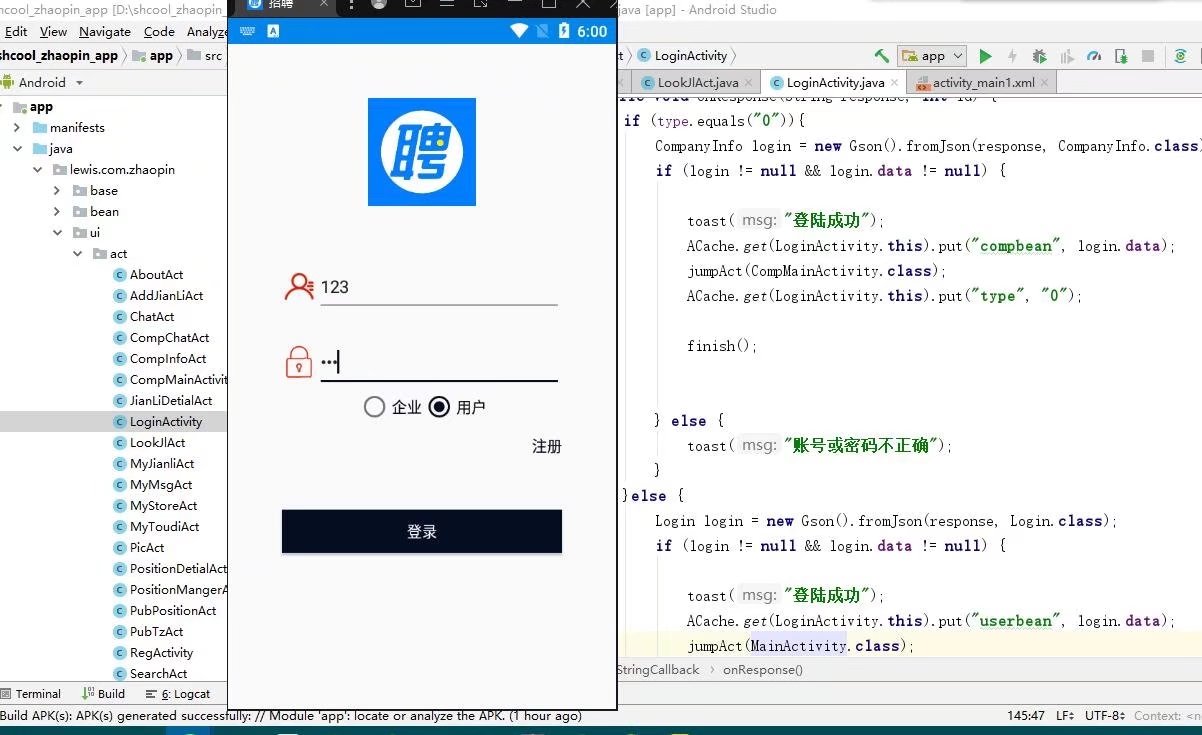 shcool_zhaopin_app [D:\shcool_zhaopin_
招聘
java [app] - Android Studio
Edit View Navigate Code Analyze
6:00
shcool_zhaopin_app app src
LoginActivity
app
Android
LookJlAct.java LoginActivity.java activity_main1.xml
app
manifests
java
lewis.com.zhaopin
base
bean
ui
act
AboutAct
AddJianLiAct
ChatAct
CompChatAct
CompInfoAct
CompMainActivit
JianLiDetialAct
LoginActivity
LookJlAct
MyJianliAct
MyMsgAct
MyStoreAct
MyToudiAct
PicAct
PositionDetialAct
PositionMangerA
PubPositionAct
PubTzAct
RegActivity
SearchAct
聘
123
•••
企业 用户
注册
登录
void onResponse(String response, int id) {
if (type.equals("0")){
CompanyInfo login = new Gson().fromJson(response, CompanyInfo.class)
if (login != null && login.data != null) {
toast( msg: "登陆成功");
ACache.get(LoginActivity.this).put("compbean", login.data);
jumpAct(CompMainActivity.class);
ACache.get(LoginActivity.this).put("type", "0");
finish();
} else {
toast( msg: "账号或密码不正确");
}
}else {
Login login = new Gson().fromJson(response, Login.class);
if (login != null && login.data != null) {
toast( msg: "登陆成功");
ACache.get(LoginActivity.this).put("userbean", login.data);
jumpAct(MainActivity.class);
StringCallback › onResponse()
Terminal Build 6: Logcat
Build APK(s): APK(s) generated successfully: // Module 'app': locate or analyze the APK. (1 hour ago)
145:47 LF UTF-8 Context: <n